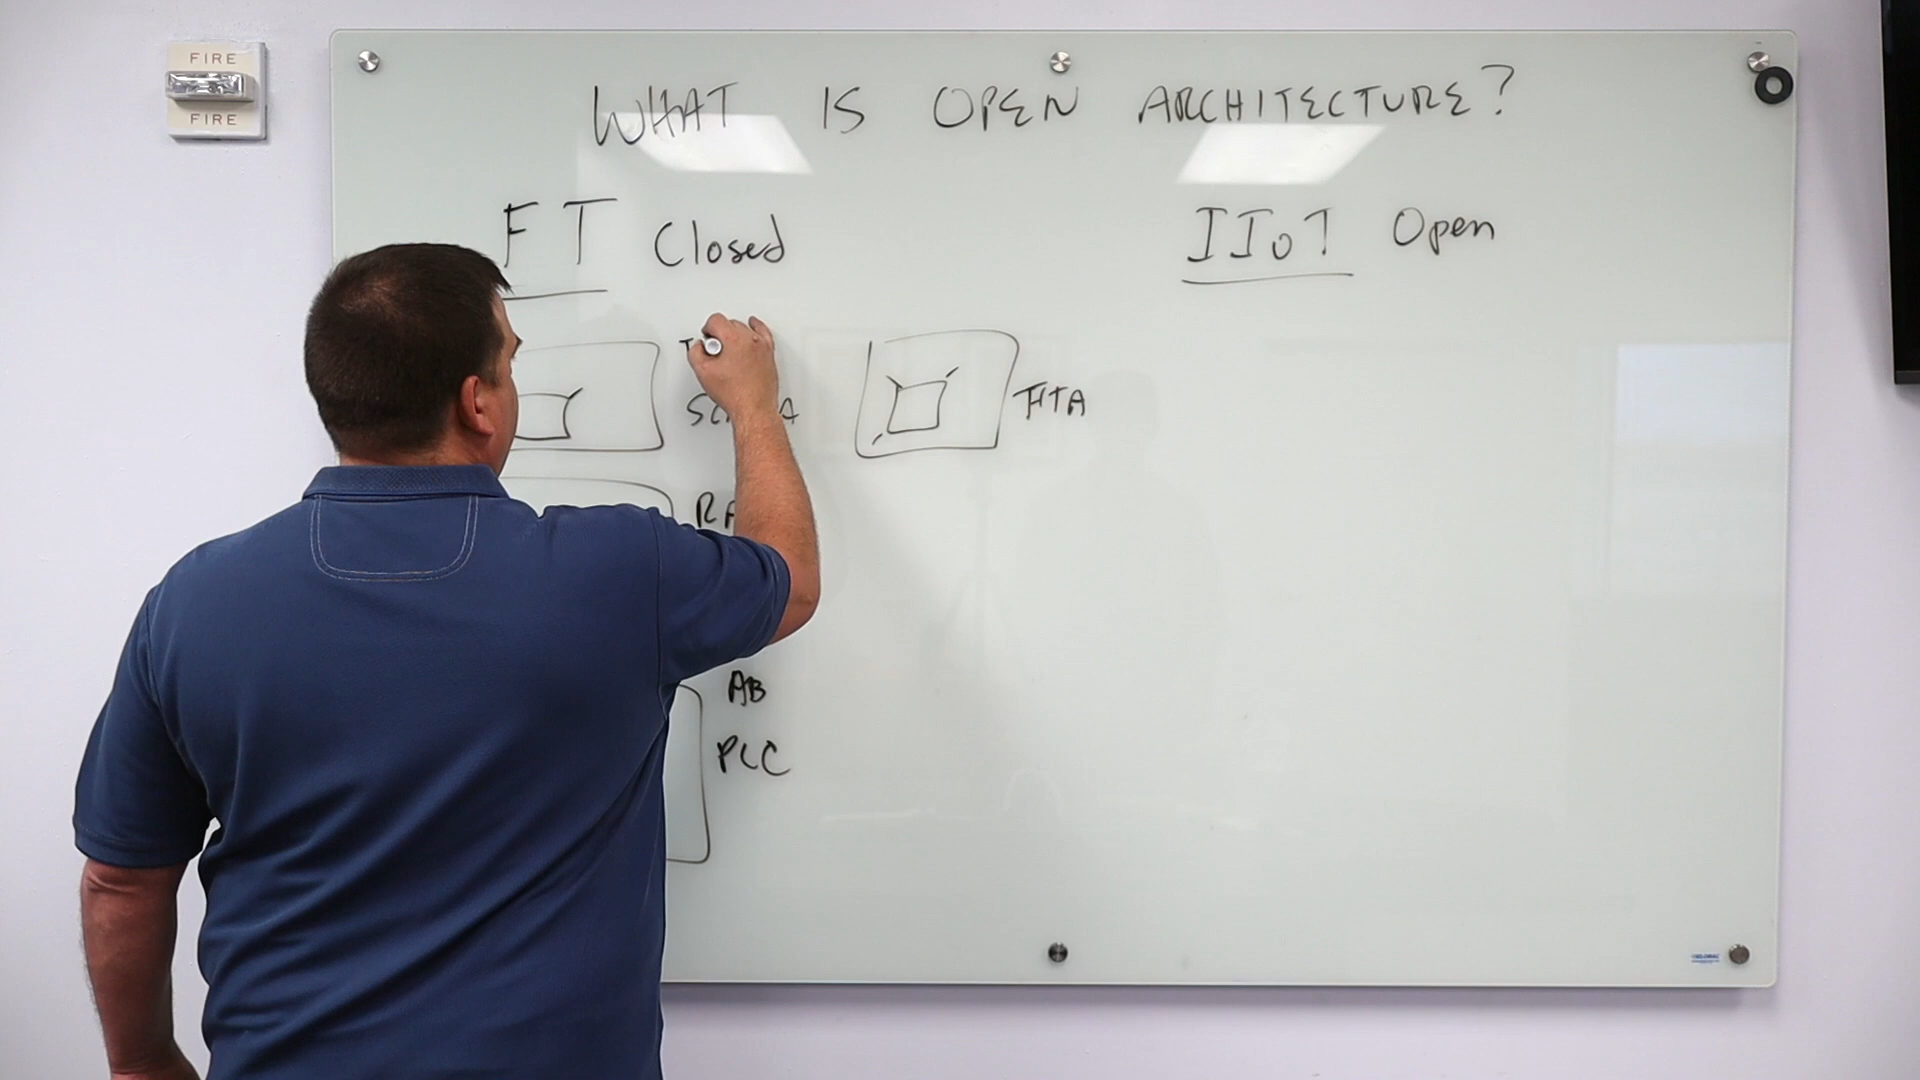 FIRE
FIRE
WHAT IS OPEN ARCHITECTURE?
FT Closed
IIoT Open
FTA
AB
PLC